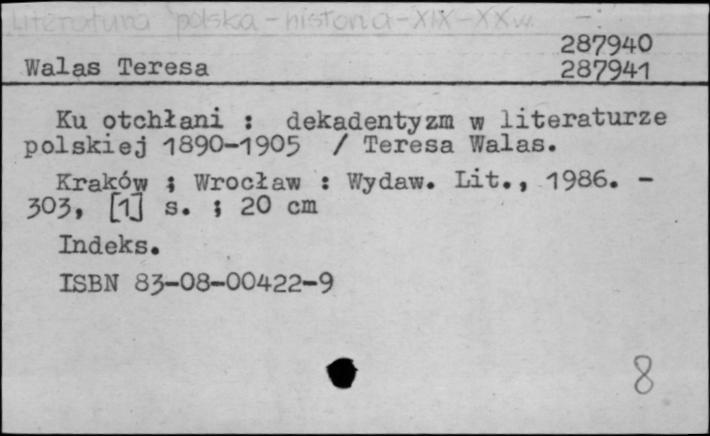 Literatura polska - historia - XIX - XX w.
287940
Walas Teresa 287941
Ku otchłani : dekadentyzm w literaturze
polskiej 1890-1905 / Teresa Walas.
Kraków ; Wrocław : Wydaw. Lit., 1986. -
303, [1] s. ; 20 cm
Indeks.
ISBN 83-08-00422-9
8